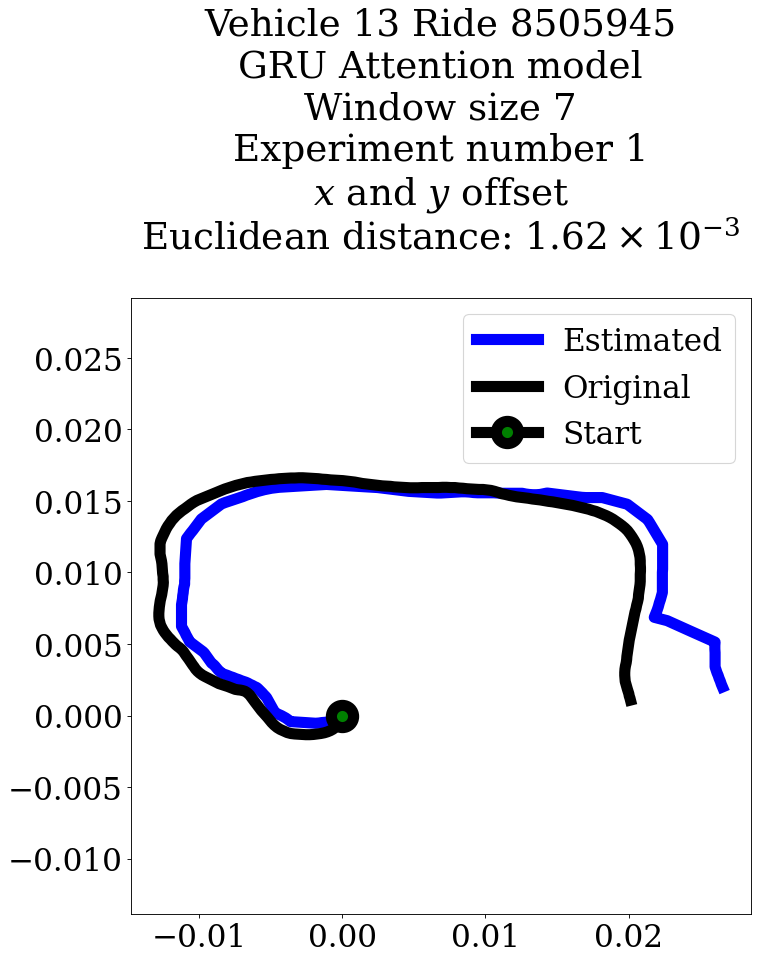 Vehicle 13 Ride 8505945
GRU Attention model
Window size 7
Experiment number 1
x and y offset
Euclidean distance: 1.62 × 10⁻³
Estimated
Original
Start
0.025
0.020
0.015
0.010
0.005
0.000
−0.005
−0.010
−0.01 0.00 0.01 0.02